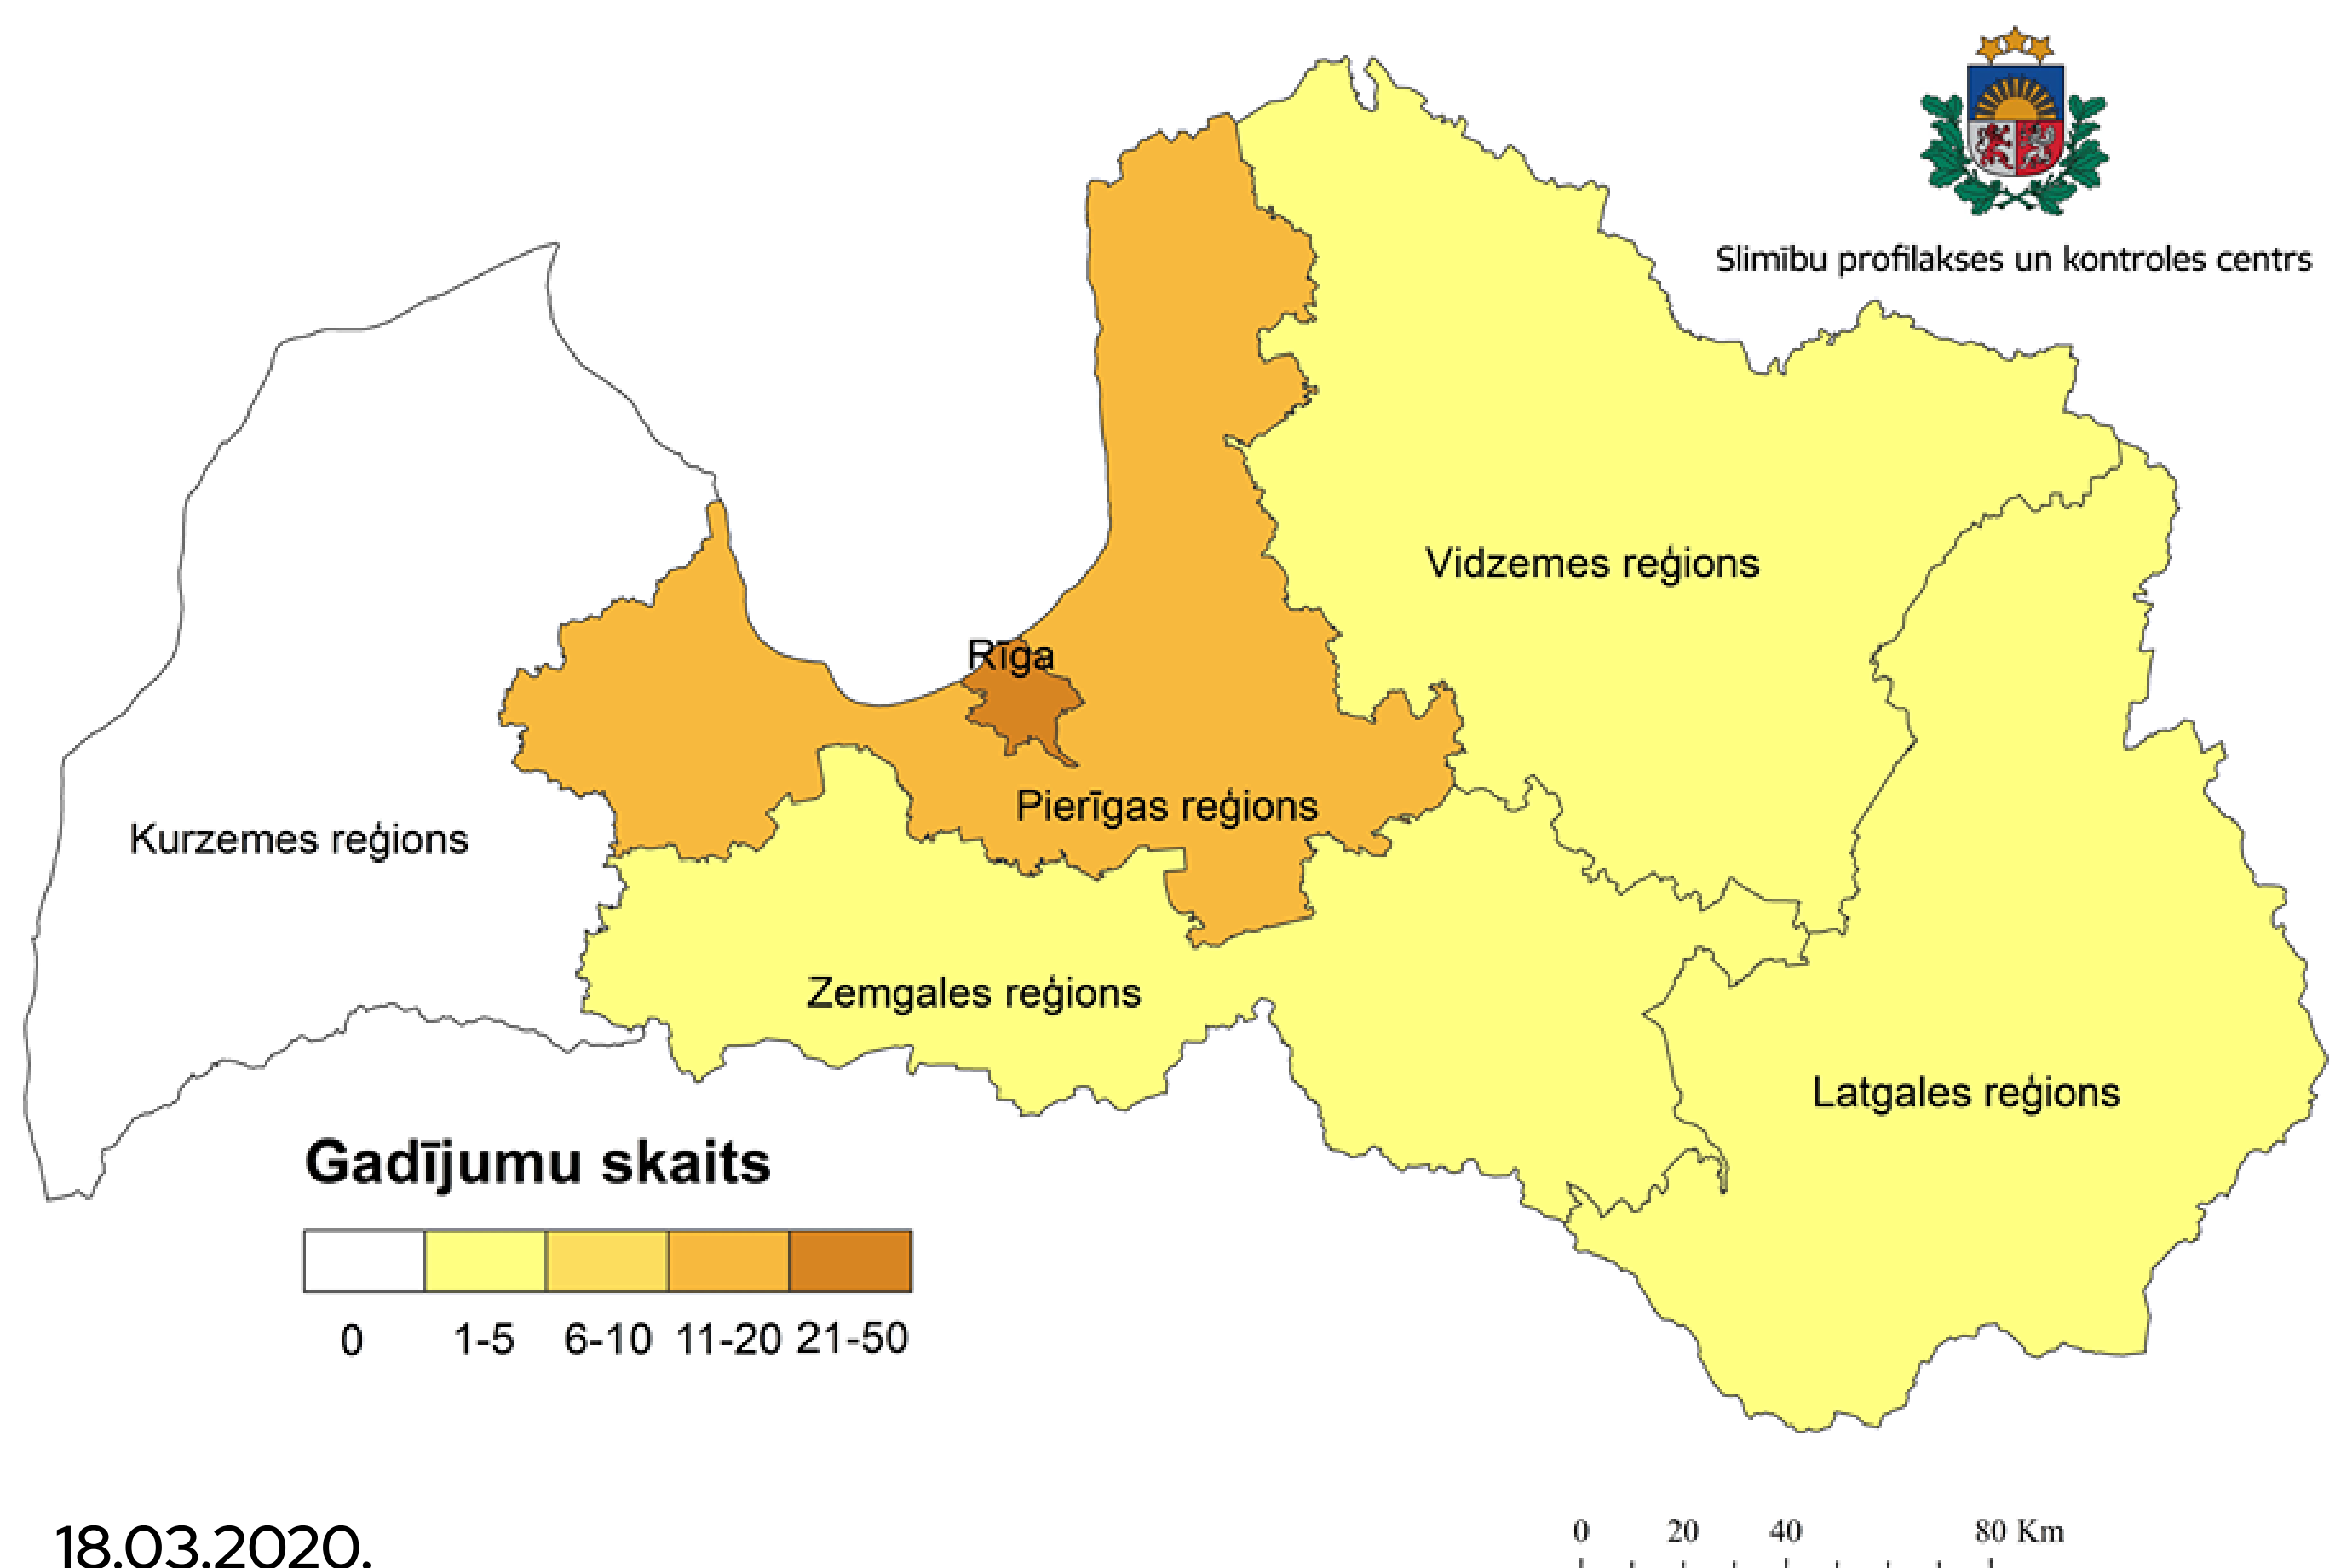 Slimību profilakses un kontroles centrs
Vidzemes reģions
Rīga
Pierīgas reģions
Kurzemes reģions
Zemgales reģions
Latgales reģions
Gadījumu skaits
0 1-5 6-10 11-20 21-50
18.03.2020.
0 20 40 80 Km